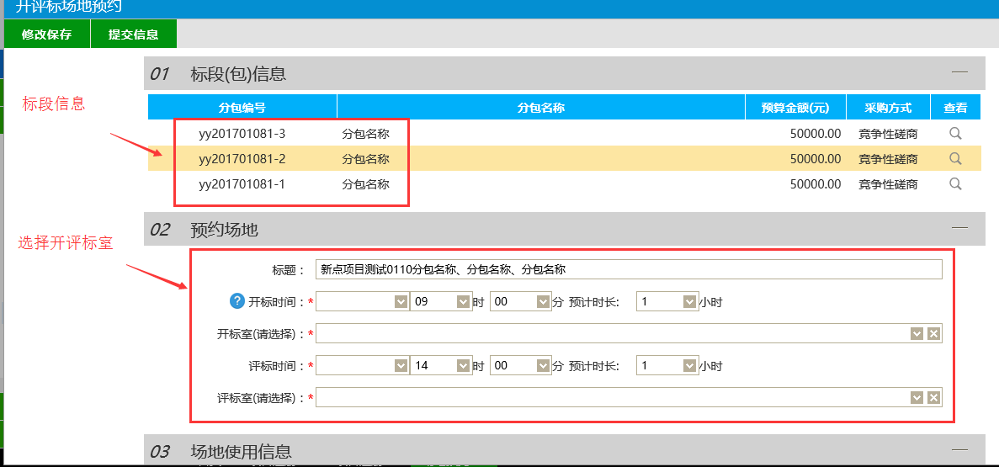 开评标场地预约
修改保存 提交信息
01 标段(包)信息
标段信息
分包编号 分包名称 预算金额(元) 采购方式 查看
yy201701081-3 分包名称 50000.00 竞争性磋商
yy201701081-2 分包名称 50000.00 竞争性磋商
yy201701081-1 分包名称 50000.00 竞争性磋商
02 预约场地
选择开评标室
标题： 新点项目测试0110分包名称、分包名称、分包名称
? 开标时间：* 09 时 00 分 预计时长: 1 小时
开标室(请选择)：*
评标时间：* 14 时 00 分 预计时长: 1 小时
评标室(请选择)：*
03 场地使用信息